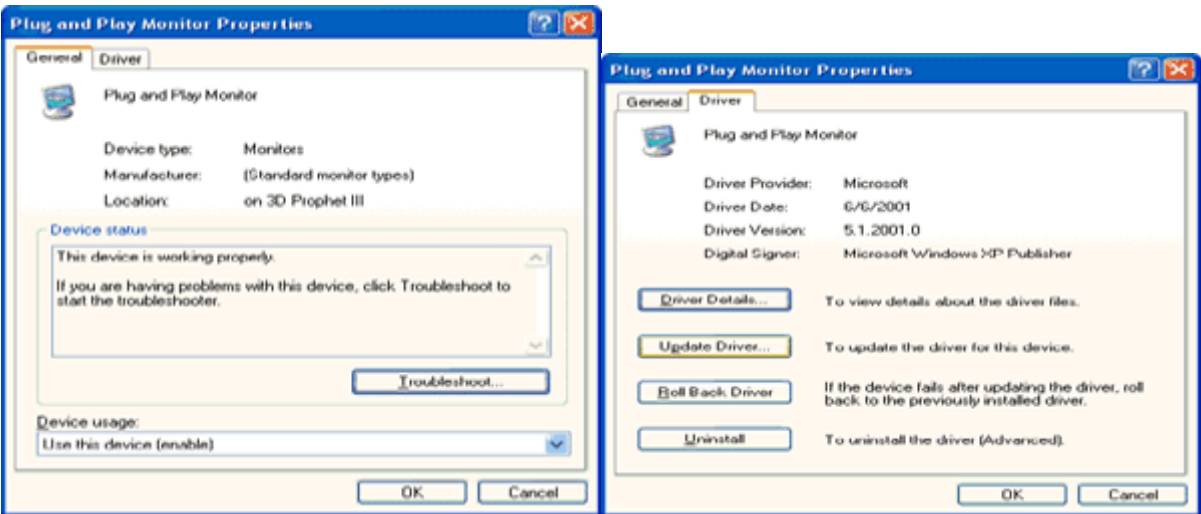 Plug and Play Monitor Properties
General Driver
Plug and Play Monitor
Device type: Monitors
Manufacturer: (Standard monitor types)
Location: on 3D Prophet III
Device status
This device is working properly.
If you are having problems with this device, click Troubleshoot to
start the troubleshooter.
Troubleshoot...
Device usage:
Use this device (enable)
OK Cancel
Plug and Play Monitor Properties
General Driver
Plug and Play Monitor
Driver Provider: Microsoft
Driver Date: 6/6/2001
Driver Version: 5.1.2001.0
Digital Signer: Microsoft Windows XP Publisher
Driver Details... To view details about the driver files.
Update Driver... To update the driver for this device.
Roll Back Driver If the device fails after updating the driver, roll
back to the previously installed driver.
Uninstall To uninstall the driver (Advanced).
OK Cancel